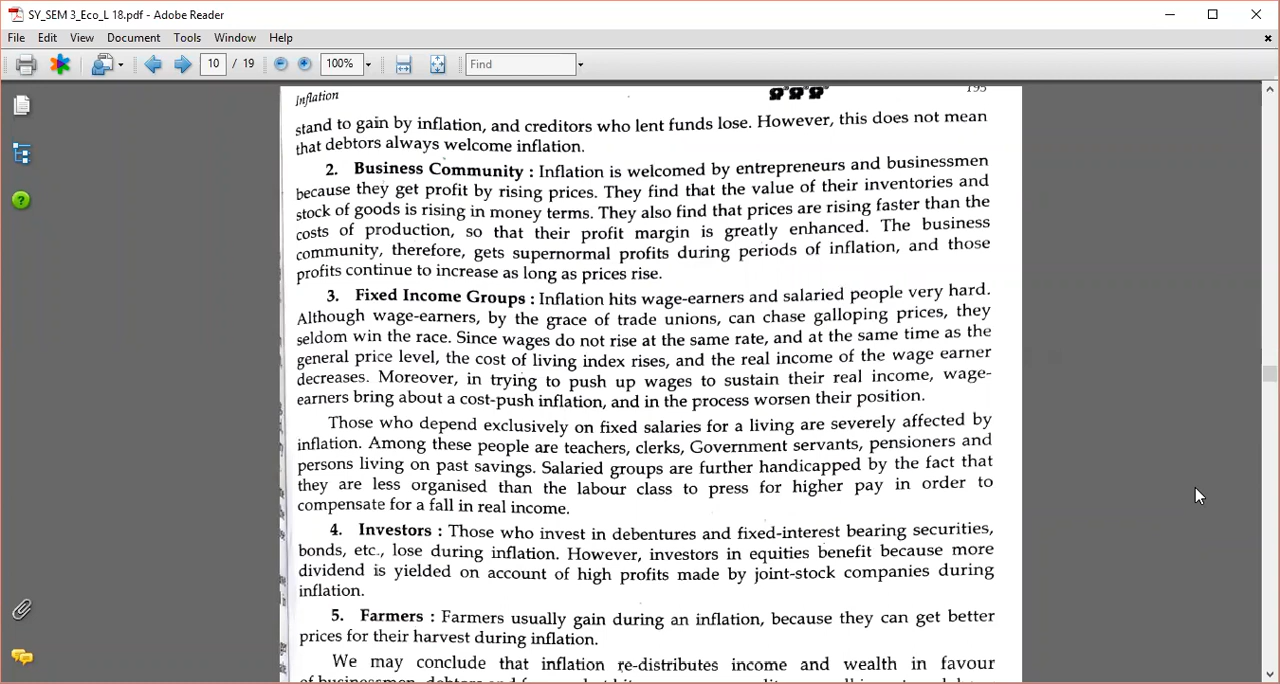 SY_SEM 3_Eco_L 18.pdf - Adobe Reader
File Edit View Document Tools Window Help
10 / 19 100% Find
Inflation 195
stand to gain by inflation, and creditors who lent funds lose. However, this does not mean
that debtors always welcome inflation.
2. Business Community : Inflation is welcomed by entrepreneurs and businessmen
because they get profit by rising prices. They find that the value of their inventories and
stock of goods is rising in money terms. They also find that prices are rising faster than the
costs of production, so that their profit margin is greatly enhanced. The business
community, therefore, gets supernormal profits during periods of inflation, and those
profits continue to increase as long as prices rise.
3. Fixed Income Groups : Inflation hits wage-earners and salaried people very hard.
Although wage-earners, by the grace of trade unions, can chase galloping prices, they
seldom win the race. Since wages do not rise at the same rate, and at the same time as the
general price level, the cost of living index rises, and the real income of the wage earner
decreases. Moreover, in trying to push up wages to sustain their real income, wage-
earners bring about a cost-push inflation, and in the process worsen their position.
Those who depend exclusively on fixed salaries for a living are severely affected by
inflation. Among these people are teachers, clerks, Government servants, pensioners and
persons living on past savings. Salaried groups are further handicapped by the fact that
they are less organised than the labour class to press for higher pay in order to
compensate for a fall in real income.
4. Investors : Those who invest in debentures and fixed-interest bearing securities,
bonds, etc., lose during inflation. However, investors in equities benefit because more
dividend is yielded on account of high profits made by joint-stock companies during
inflation.
5. Farmers : Farmers usually gain during an inflation, because they can get better
prices for their harvest during inflation.
We may conclude that inflation re-distributes income and wealth in favour